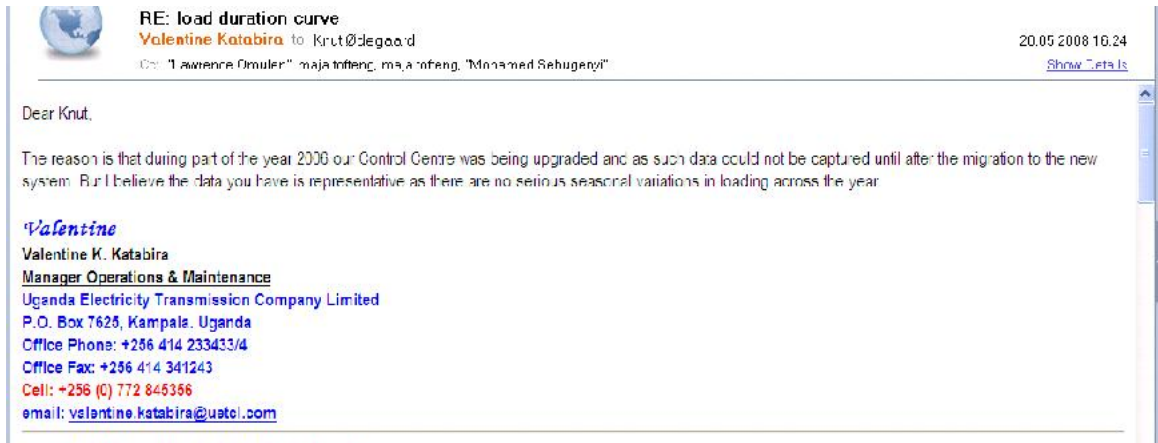 RE: load duration curve
Valentine Katabira to Knut Ødegaard
20.05.2008 16:24
Cc: "Lawrence Omulen" maja tofteng, maja tofteng, "Mohamed Sebugenyi"
Show Details
Dear Knut,
The reason is that during part of the year 2006 our Control Centre was being upgraded and as such data could not be captured until after the migration to the new
system. But I believe the data you have is representative as there are no serious seasonal variations in loading across the year
Valentine
Valentine K. Katabira
Manager Operations & Maintenance
Uganda Electricity Transmission Company Limited
P.O. Box 7625, Kampala. Uganda
Office Phone: +256 414 233433/4
Office Fax: +256 414 341243
Cell: +256 (0) 772 845356
email: valentine.katabira@uetcl.com